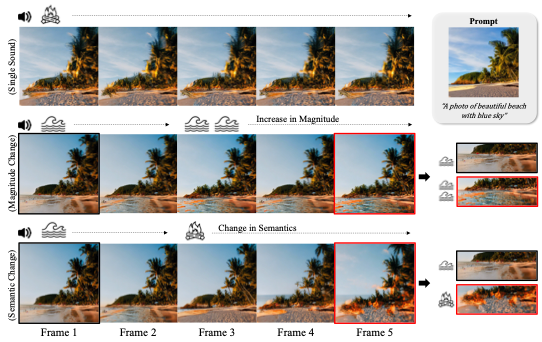 (Single Sound)
Prompt
"A photo of beautiful beach
with blue sky"
Increase in Magnitude
(Magnitude Change)
Change in Semantics
(Semantic Change)
Frame 1
Frame 2
Frame 3
Frame 4
Frame 5